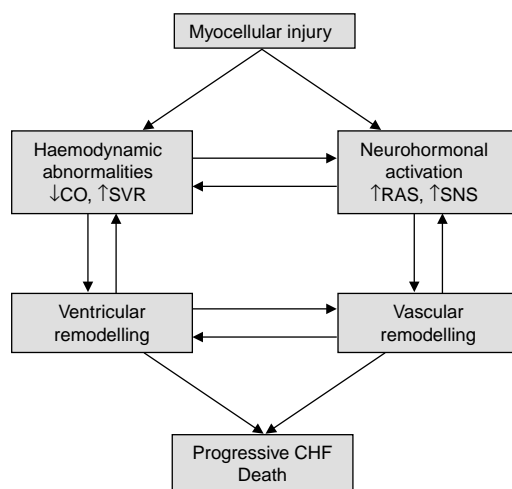 Myocellular injury
Haemodynamic
abnormalities
↓CO, ↑SVR
Neurohormonal
activation
↑RAS, ↑SNS
Ventricular
remodelling
Vascular
remodelling
Progressive CHF
Death